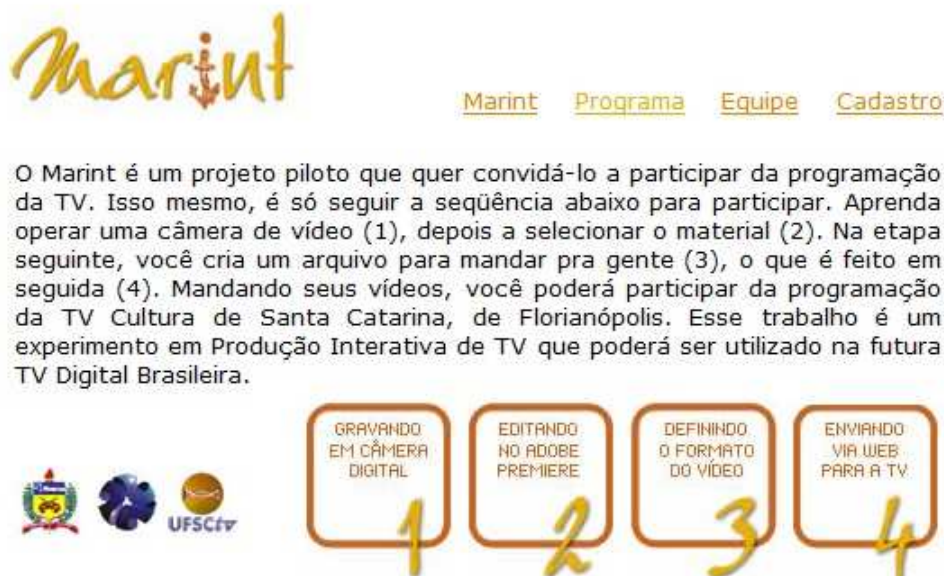 Marint
Marint Programa Equipe Cadastro
O Marint é um projeto piloto que quer convidá-lo a participar da programação
da TV. Isso mesmo, é só seguir a seqüência abaixo para participar. Aprenda
operar uma câmera de vídeo (1), depois a selecionar o material (2). Na etapa
seguinte, você cria um arquivo para mandar pra gente (3), o que é feito em
seguida (4). Mandando seus vídeos, você poderá participar da programação
da TV Cultura de Santa Catarina, de Florianópolis. Esse trabalho é um
experimento em Produção Interativa de TV que poderá ser utilizado na futura
TV Digital Brasileira.
GRAVANDO
EM CÂMERA
DIGITAL
1
EDITANDO
NO ADOBE
PREMIERE
2
DEFININDO
O FORMATO
DO VÍDEO
3
ENVIANDO
VIA WEB
PARA A TV
4
UFSCtv